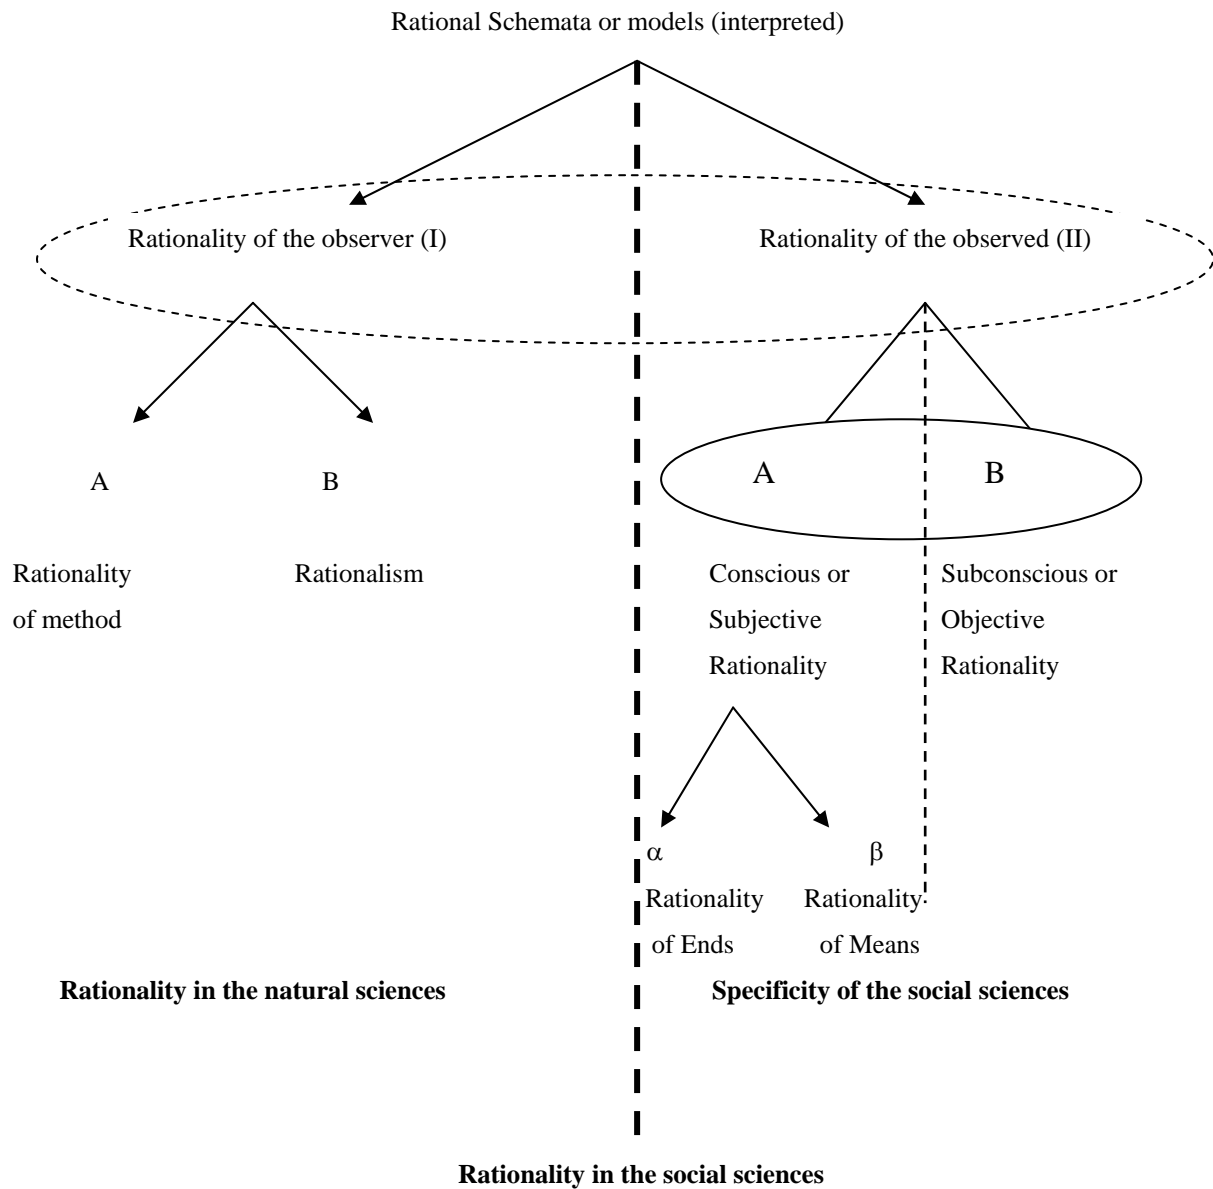 Rational Schemata or models (interpreted)
Rationality of the observer (I)
Rationality of the observed (II)
A
B
A
B
Rationality
of method
Rationalism
Conscious or
Subjective
Rationality
Subconscious or
Objective
Rationality
α
Rationality
of Ends
β
Rationality
of Means
Rationality in the natural sciences
Specificity of the social sciences
Rationality in the social sciences